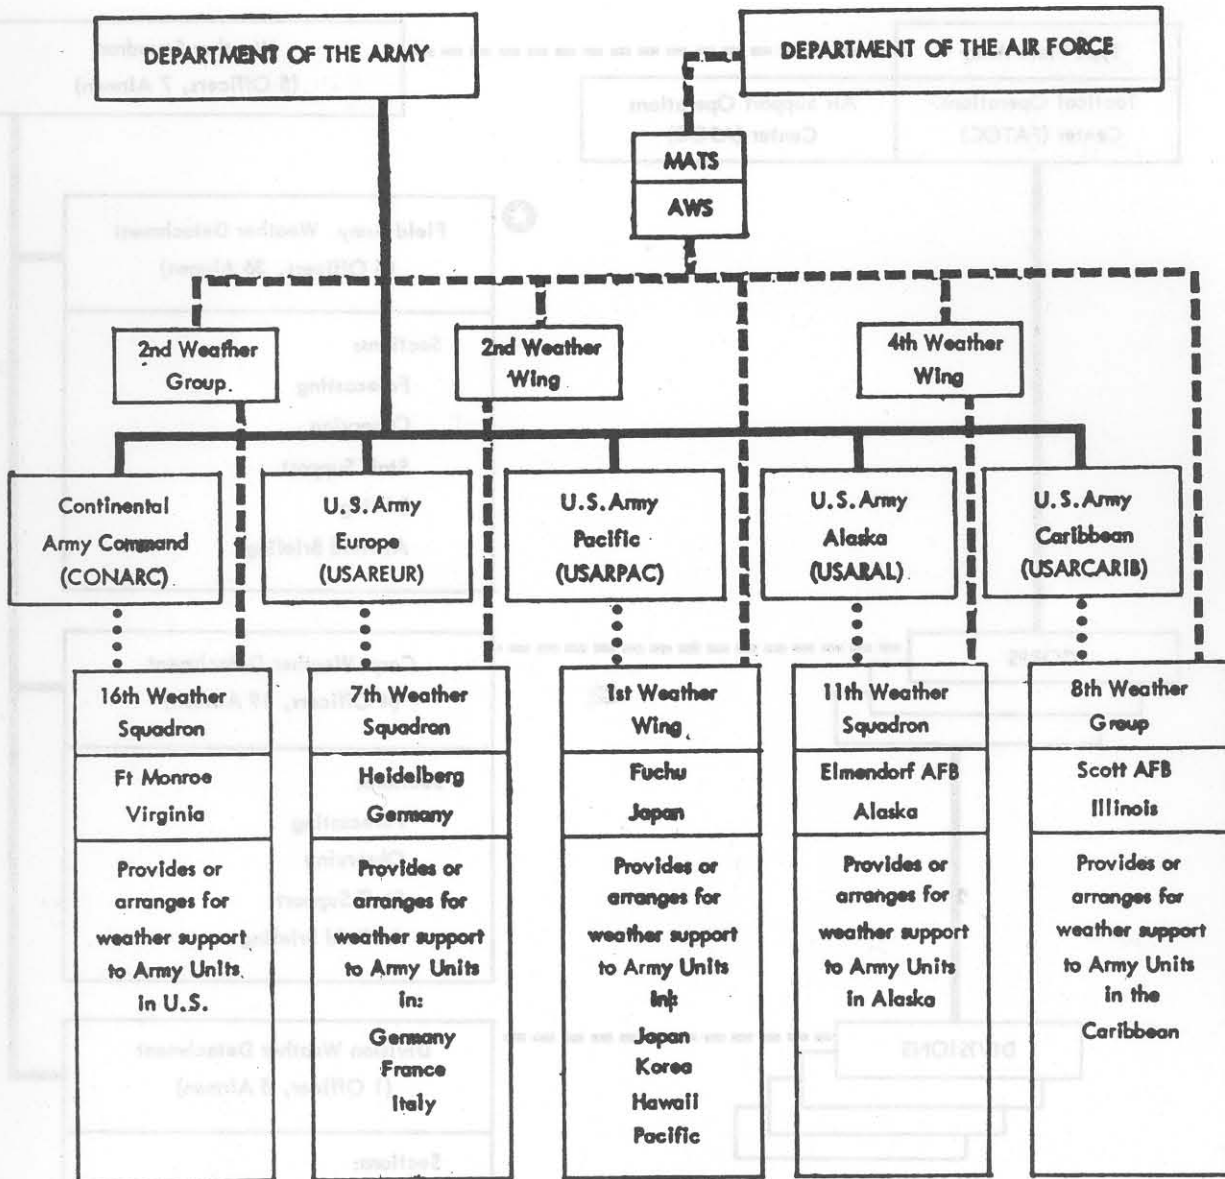 DEPARTMENT OF THE ARMY
DEPARTMENT OF THE AIR FORCE
MATS
AWS
2nd Weather
Group.
2nd Weather
Wing
4th Weather
Wing
Continental
Army Command
(CONARC)
U.S.Army
Europe
(USAREUR)
U.S.Army
Pacific
(USARPAC)
U.S.Army
Alaska
(USARAL)
U.S.Army
Caribbean
(USARCARIB)
16th Weather
Squadron
Ft Monroe
Virginia
Provides or
arranges for
weather support
to Army Units
in U.S.
7th Weather
Squadron
Heidelberg
Germany
Provides or
arranges for
weather support
to Army Units
in:
Germany
France
Italy
1st Weather
Wing
Fuchu
Japan
Provides or
arranges for
weather support
to Army Units
in:
Japan
Korea
Hawaii
Pacific
11th Weather
Squadron
Elmendorf AFB
Alaska
Provides or
arranges for
weather support
to Army Units
in Alaska
8th Weather
Group
Scott AFB
Illinois
Provides or
arranges for
weather support
to Army Units
in the
Caribbean